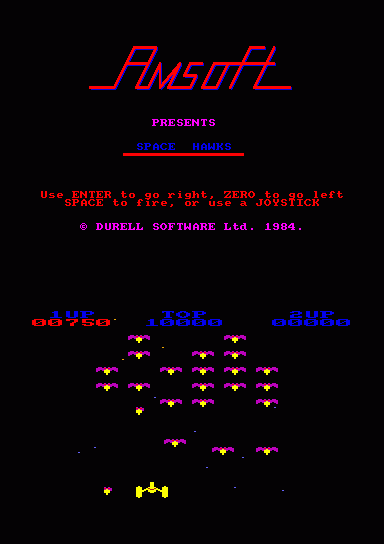 Amsoft
PRESENTS
SPACE HAWKS
Use ENTER to go right, ZERO to go left
SPACE to fire, or use a JOYSTICK
© DURELL SOFTWARE Ltd. 1984.
1UP TOP 8UP
00750 10000 00000